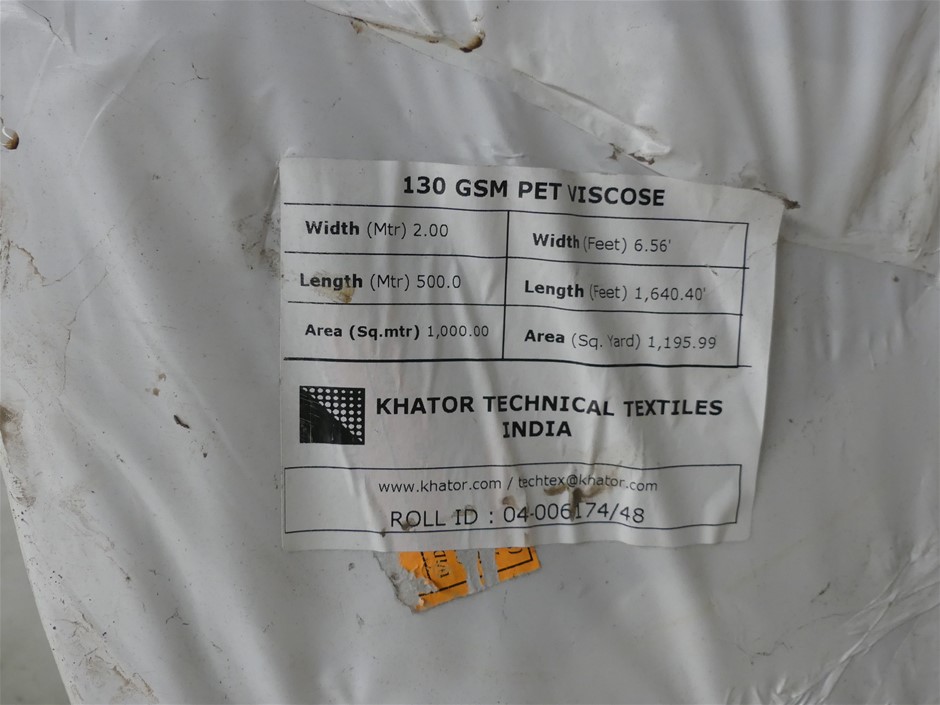 130 GSM PET VISCOSE
Width (Mtr) 2.00
Width (Feet) 6.56'
Length (Mtr) 500.0
Length (Feet) 1,640.40'
Area (Sq.mtr) 1,000.00
Area (Sq. Yard) 1,195.99
KHATOR TECHNICAL TEXTILES
INDIA
www.khator.com / techtex@khator.com
ROLL ID : 04-006174/48